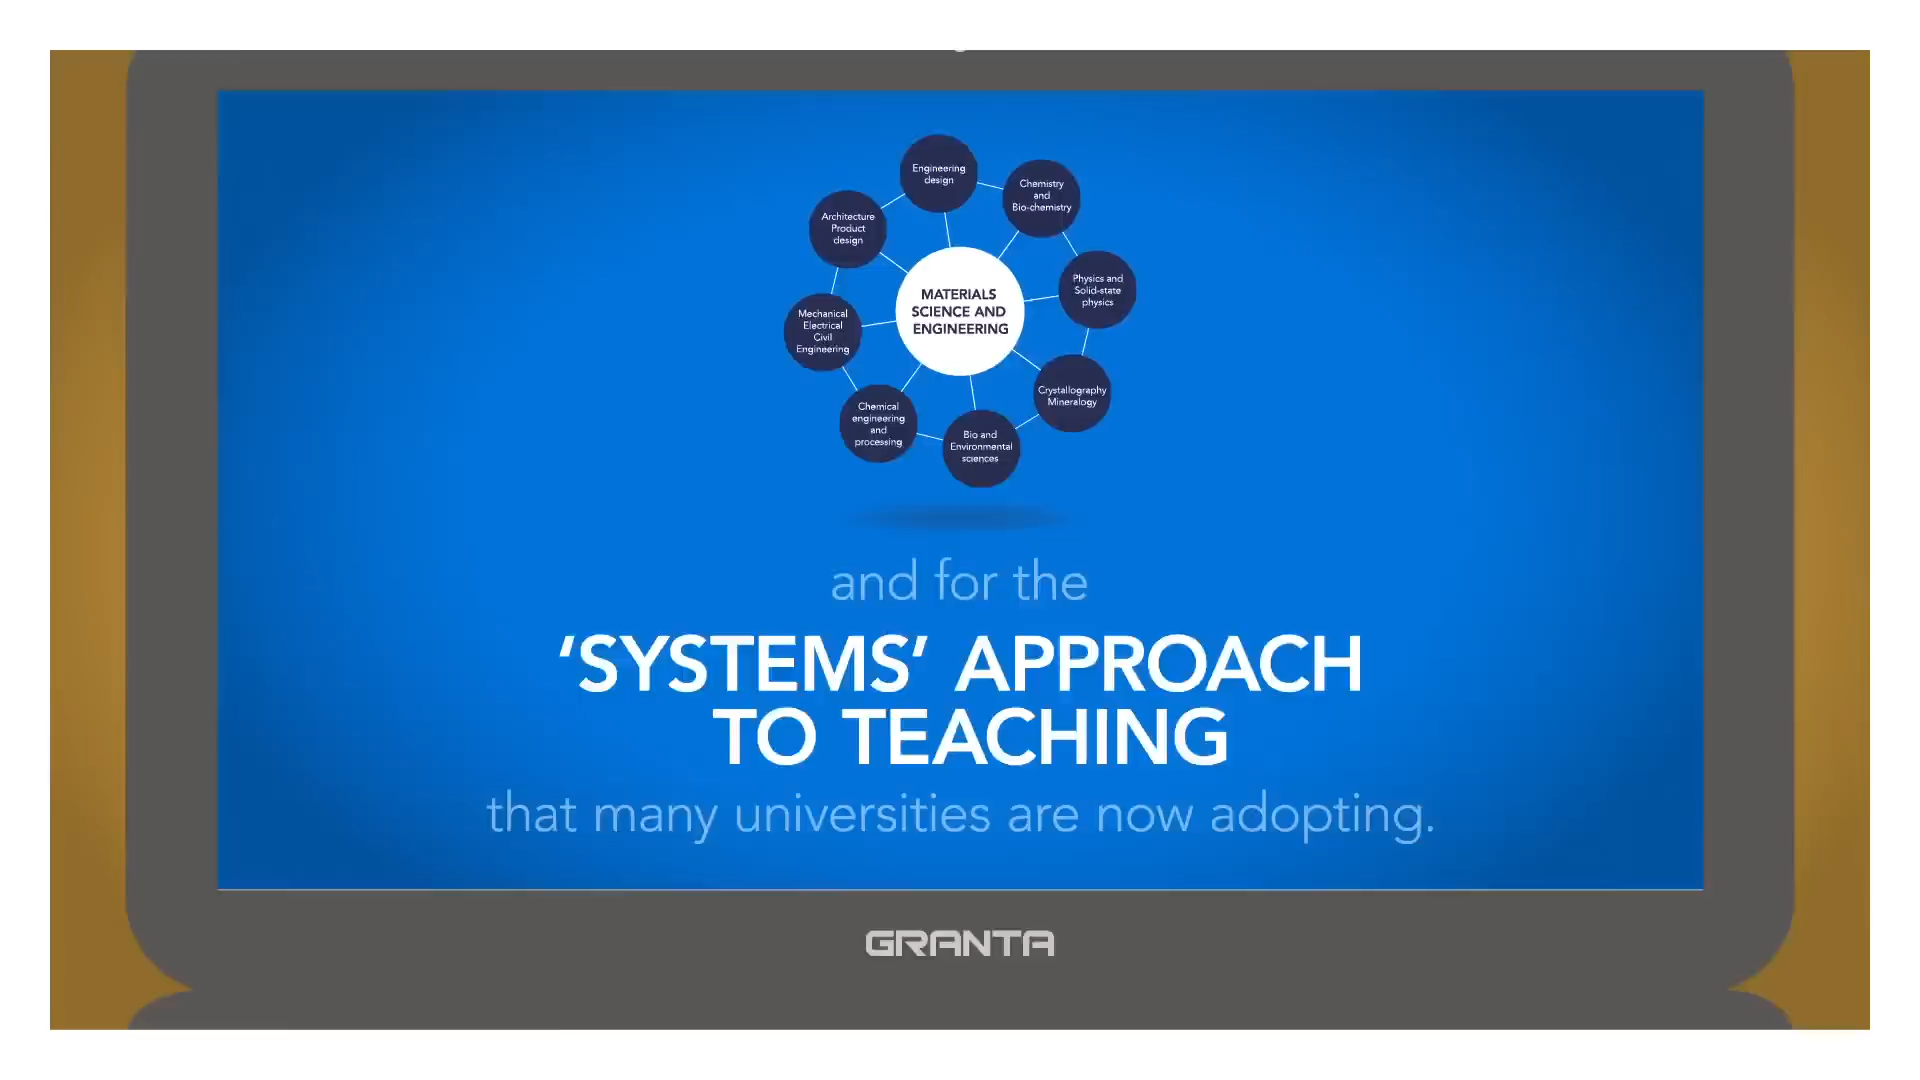 Engineering
design
Chemistry
and
Bio-chemistry
Architecture
Product
design
Physics and
Solid-state
physics
MATERIALS
SCIENCE AND
ENGINEERING
Mechanical
Electrical
Civil
Engineering
Crystallography
Mineralogy
Chemical
engineering
and
processing
Bio and
Environmental
sciences
and for the
‘SYSTEMS’ APPROACH
TO TEACHING
that many universities are now adopting.
GRANTA